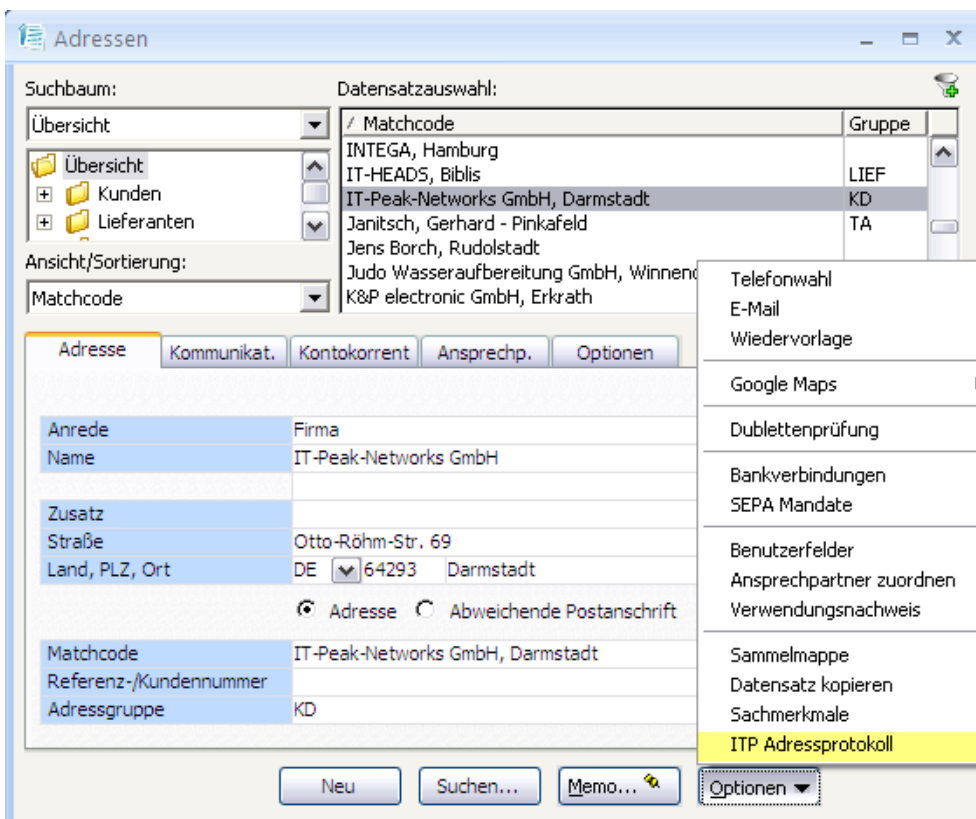 Adressen
Suchbaum:
Datensatzauswahl:
Übersicht
Matchcode
Gruppe
Übersicht
Kunden
Lieferanten
INTEGA, Hamburg
IT-HEADS, Biblis LIEF
IT-Peak-Networks GmbH, Darmstadt KD
Janitsch, Gerhard - Pinkafeld TA
Jens Borch, Rudolstadt
Judo Wasseraufbereitung GmbH,
K&P electronic GmbH, Erkrath
Ansicht/Sortierung:
Matchcode
Adresse Kommunikat. Kontokorrent Ansprechp. Optionen
Anrede Firma
Name IT-Peak-Networks GmbH
Zusatz
Straße Otto-Röhm-Str. 69
Land, PLZ, Ort DE 64293 Darmstadt
Adresse Abweichende Postanschrift
Matchcode IT-Peak-Networks GmbH, Darmstadt
Referenz-/Kundennummer
Adressgruppe KD
Telefonwahl
E-Mail
Wiedervorlage
Google Maps
Dublettenprüfung
Bankverbindungen
SEPA Mandate
Benutzerfelder
Ansprechpartner zuordnen
Verwendungsnachweis
Sammelmappe
Datensatz kopieren
Sachmerkmale
ITP Adressprotokoll
Neu Suchen... Memo... Optionen